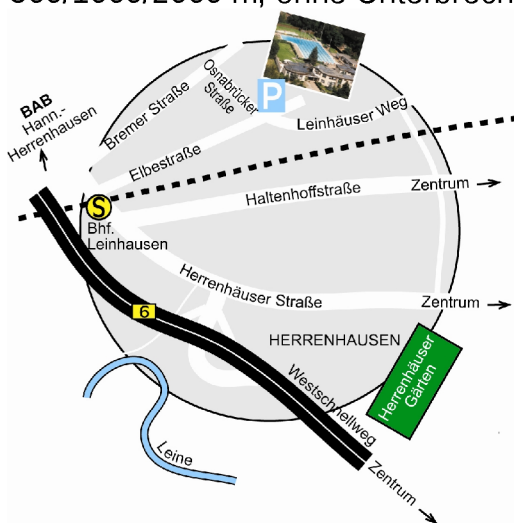 BAB
Hann.-
Herrenhausen
Bremer Straße
Osnabrücker
Straße
P
Leinhäuser Weg
Elbestraße
Haltenhoffstraße
Zentrum
S
Bhf.
Leinhausen
Herrenhäuser Straße
Zentrum
6
HERRENHAUSEN
Herrenhäuser
Gärten
Westschnellweg
Leine
Zentrum